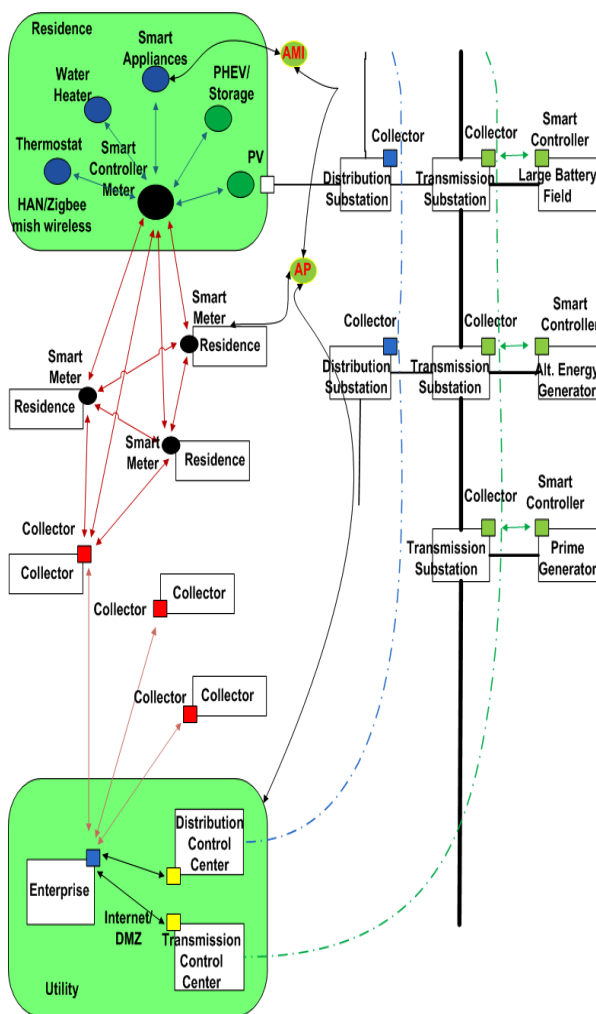 Residence
Smart
Appliances
AMI
Water
Heater
PHEV/
Storage
Thermostat
Smart
Controller
Meter
PV
HAN/Zigbee
mish wireless
Collector
Distribution
Substation
Collector
Transmission
Substation
Smart
Controller
Large Battery
Field
AP
Smart
Meter
Residence
Smart
Meter
Residence
Smart
Meter
Residence
Collector
Distribution
Substation
Collector
Transmission
Substation
Smart
Controller
Alt. Energy
Generator
Collector
Transmission
Substation
Smart
Controller
Prime
Generator
Collector
Collector
Collector
Collector
Collector
Collector
Distribution
Control
Center
Enterprise
Internet/
DMZ
Transmission
Control
Center
Utility